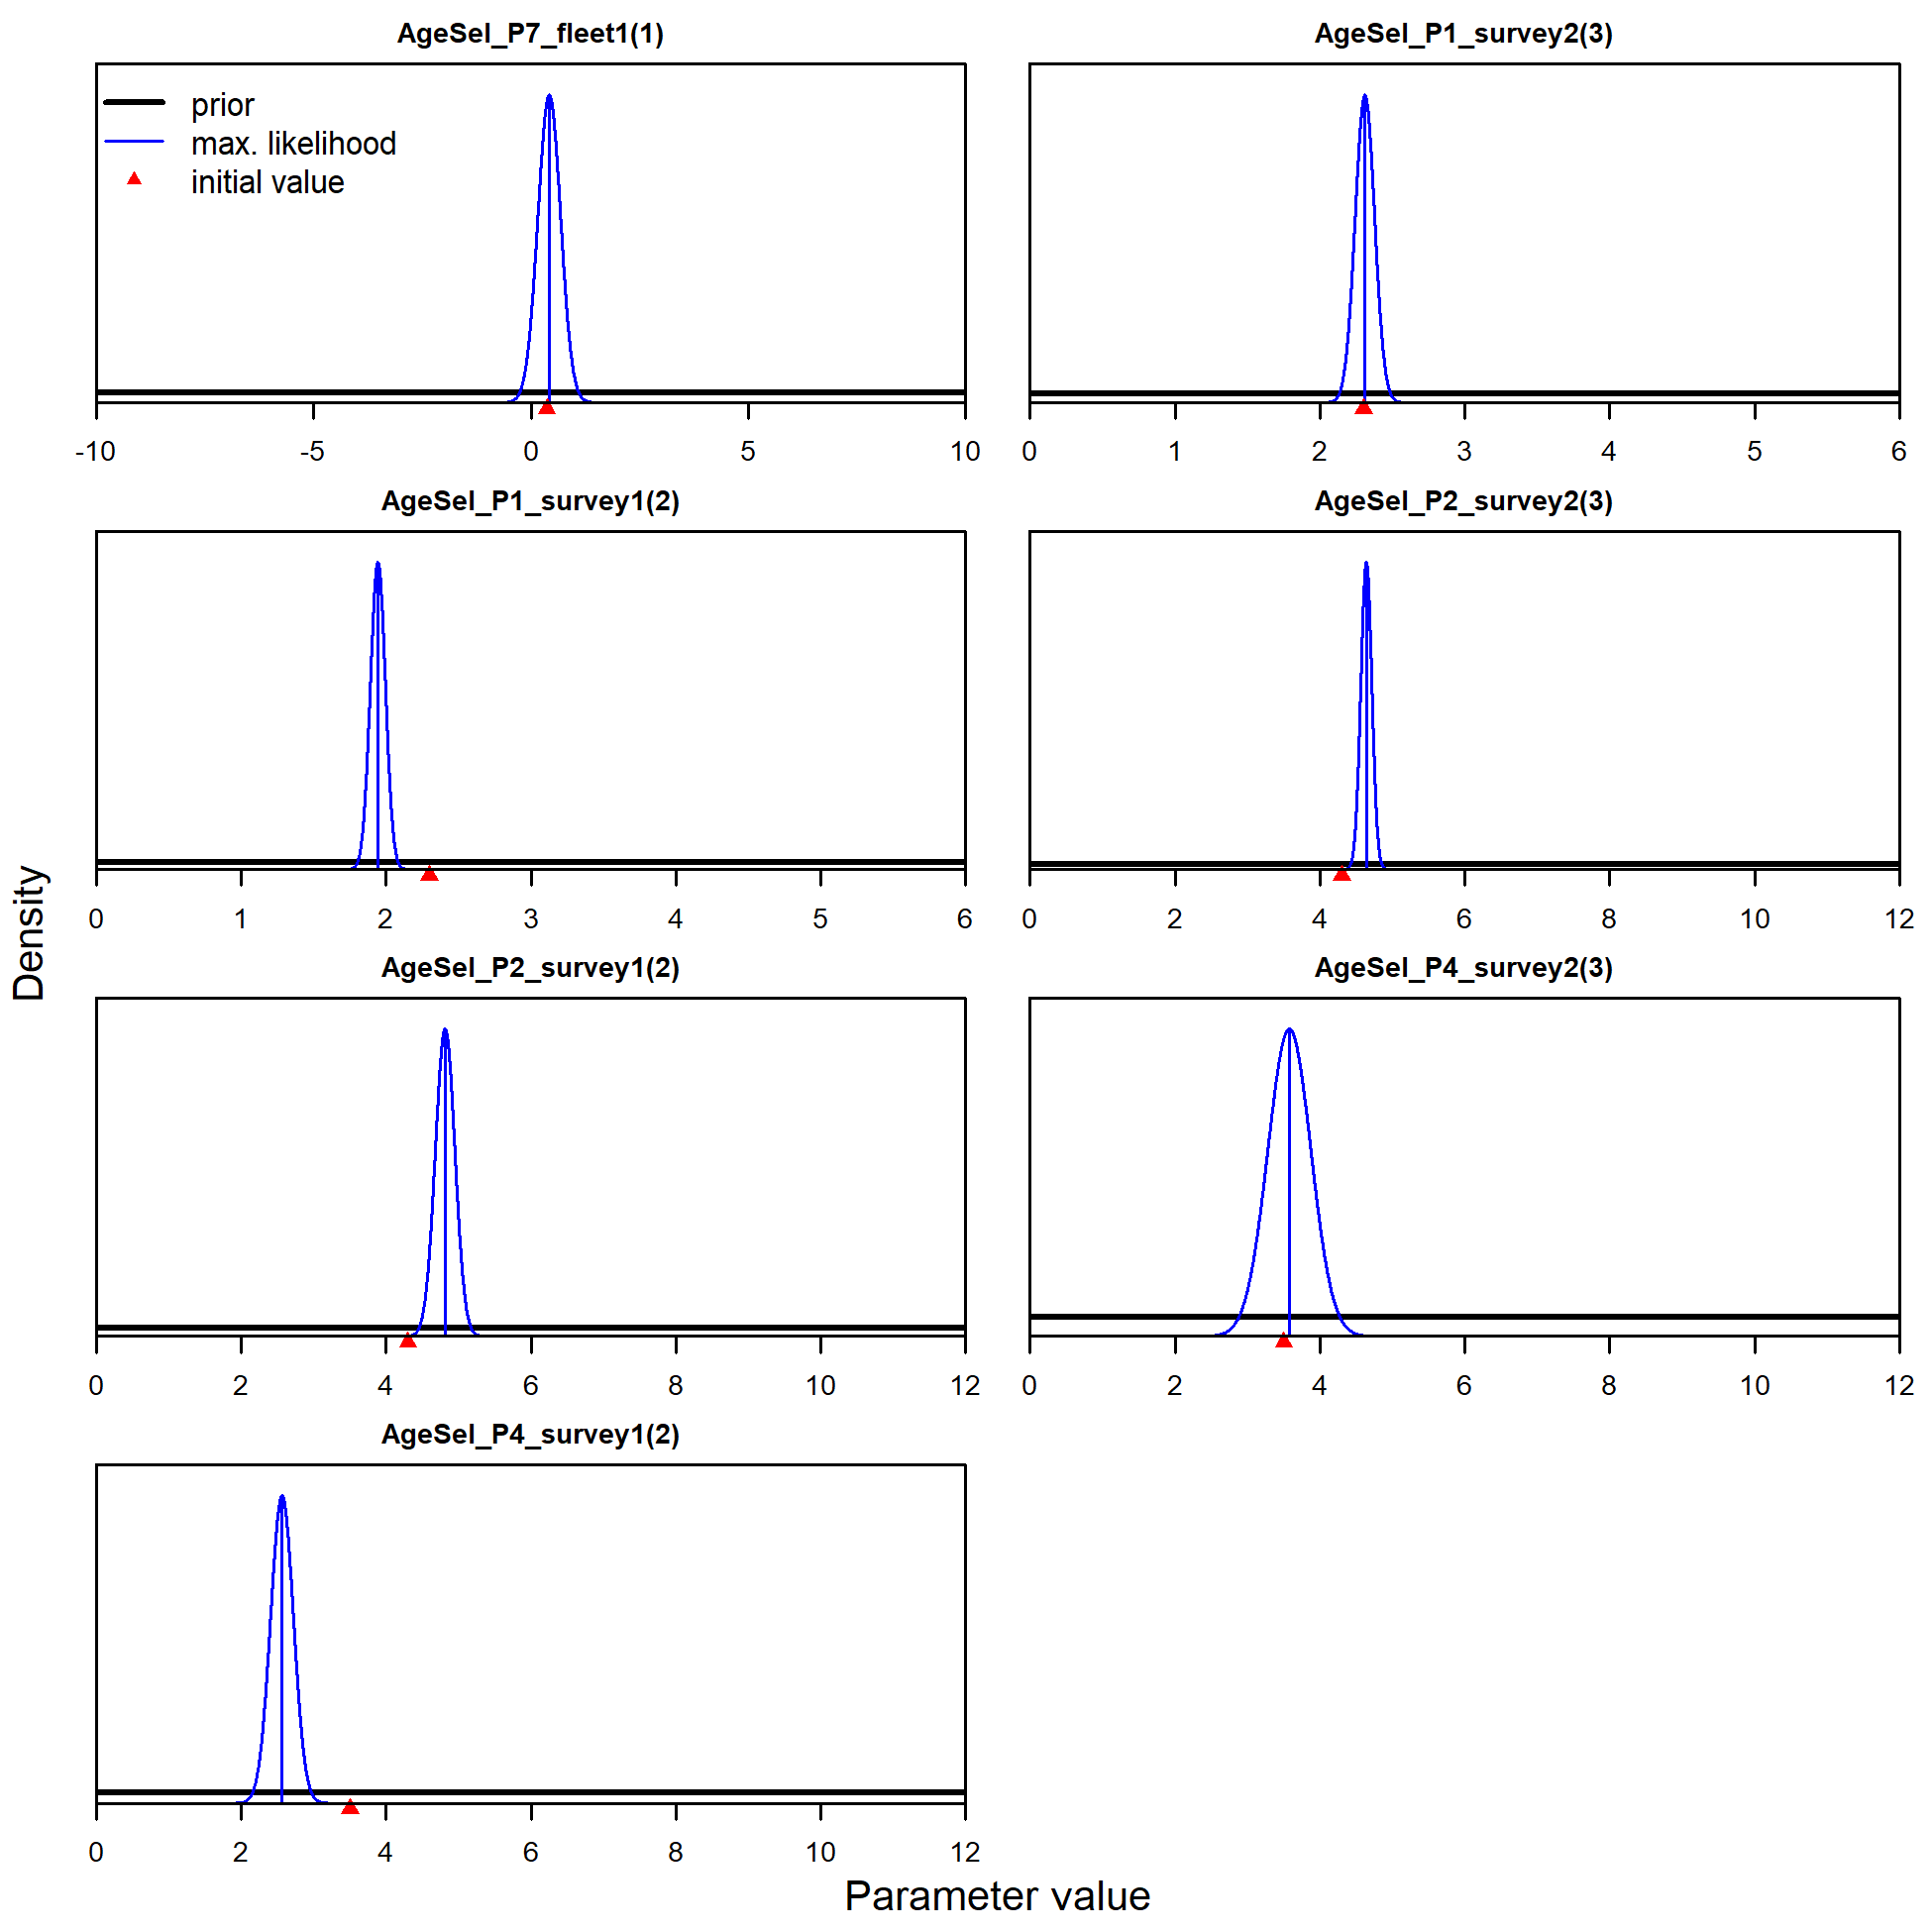 AgeSel_P7_fleet1(1)
prior
max. likelihood
initial value
-10 -5 0 5 10
AgeSel_P1_survey2(3)
0 1 2 3 4 5 6
AgeSel_P1_survey1(2)
0 1 2 3 4 5 6
AgeSel_P2_survey2(3)
0 2 4 6 8 10 12
AgeSel_P2_survey1(2)
0 2 4 6 8 10 12
AgeSel_P4_survey2(3)
0 2 4 6 8 10 12
AgeSel_P4_survey1(2)
0 2 4 6 8 10 12
Density
Parameter value